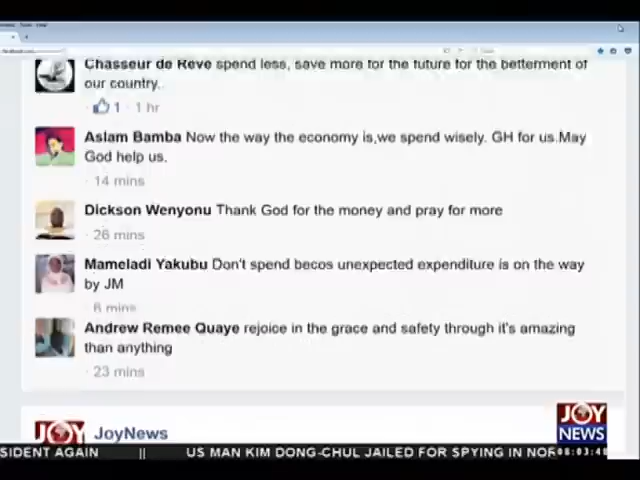 Chasseur de Reve spend less, save more for the future for the betterment of
our country.
1 · 1 hr
Aslam Bamba Now the way the economy is,we spend wisely. GH for us.May
God help us.
· 14 mins
Dickson Wenyonu Thank God for the money and pray for more
· 26 mins
Mameladi Yakubu Don't spend becos unexpected expenditure is on the way
by JM
6 mins
Andrew Remee Quaye rejoice in the grace and safety through it's amazing
than anything
· 23 mins
JOY JoyNews
JOY
NEWS
SIDENT AGAIN || US MAN KIM DONG-CHUL JAILED FOR SPYING IN NOR